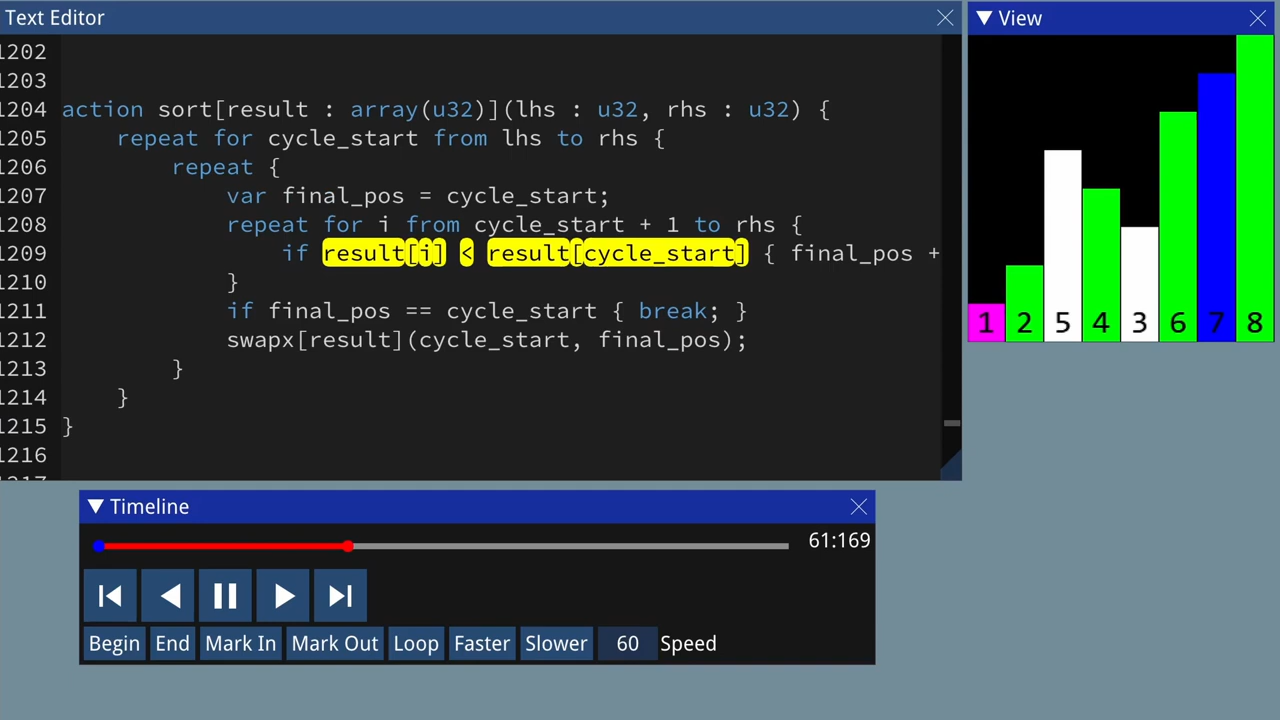 Text Editor
1202
1203
1204 action sort[result : array(u32)](lhs : u32, rhs : u32) {
1205 repeat for cycle_start from lhs to rhs {
1206 repeat {
1207 var final_pos = cycle_start;
1208 repeat for i from cycle_start + 1 to rhs {
1209 if result[i] < result[cycle_start] { final_pos +
1210 }
1211 if final_pos == cycle_start { break; }
1212 swapx[result](cycle_start, final_pos);
1213 }
1214 }
1215 }
1216
View
1 2 5 4 3 6 7 8
Timeline
61:169
Begin End Mark In Mark Out Loop Faster Slower 60 Speed